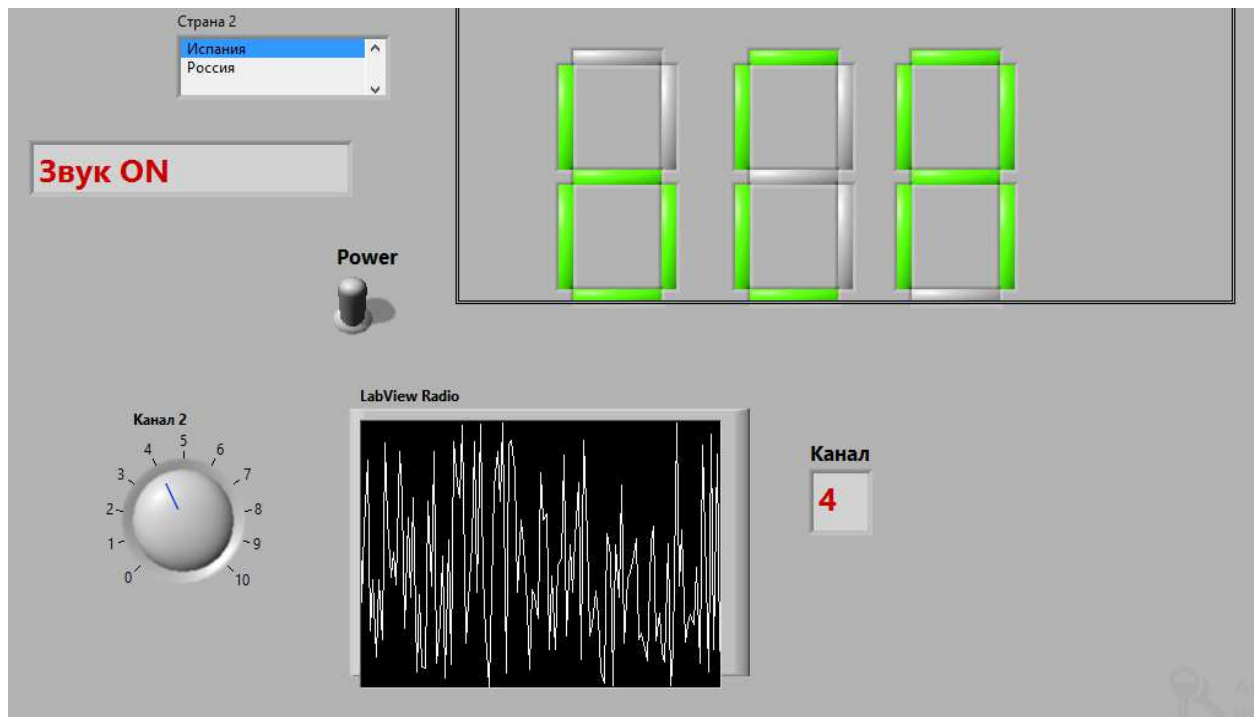 Страна 2
Испания
Россия
Звук ON
Power
LabView Radio
Канал 2
0 1 2 3 4 5 6 7 8 9 10
Канал
4